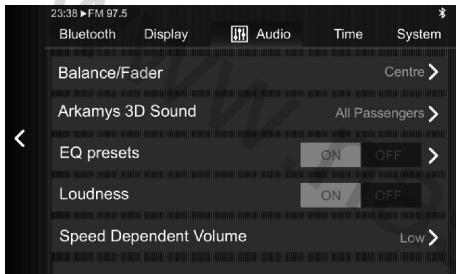 23:38 ►FM 97.5
Bluetooth Display Audio Time System
Balance/Fader Centre
Arkamys 3D Sound All Passengers
EQ presets ON OFF
Loudness ON OFF
Speed Dependent Volume Low